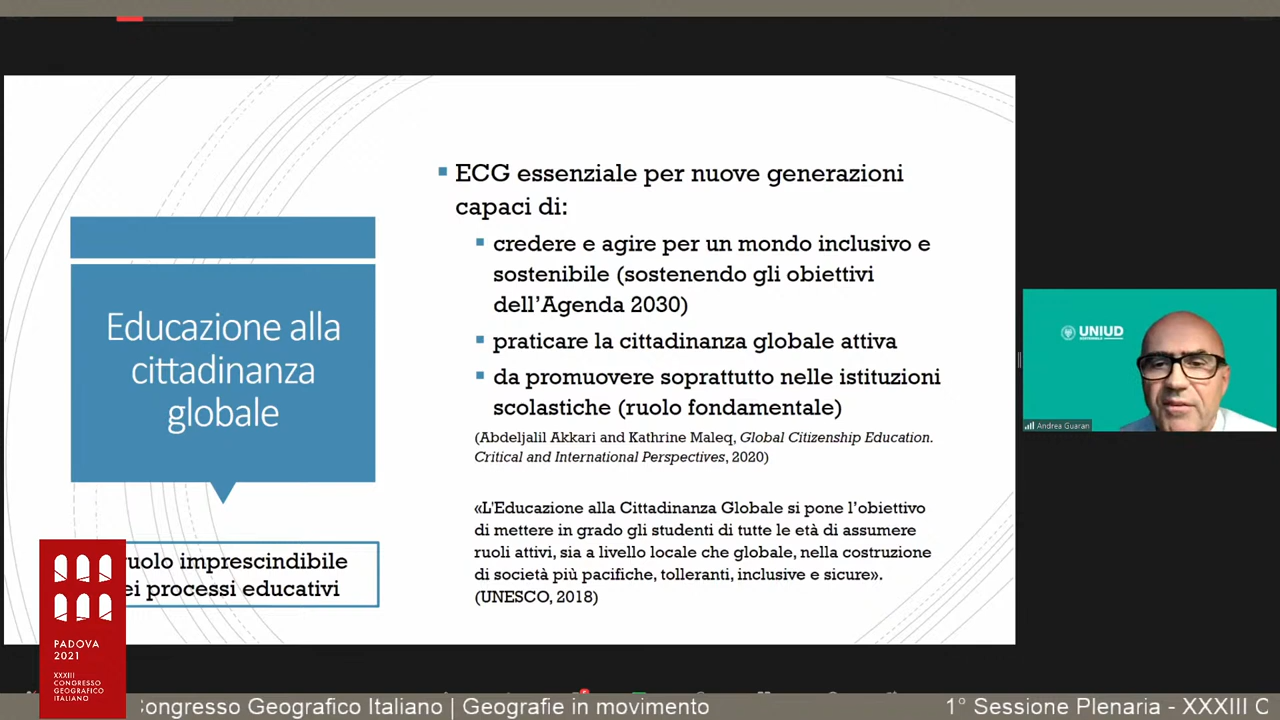 Educazione alla
cittadinanza
globale
ruolo imprescindibile
ei processi educativi
ECG essenziale per nuove generazioni
capaci di:
credere e agire per un mondo inclusivo e
sostenibile (sostenendo gli obiettivi
dell'Agenda 2030)
praticare la cittadinanza globale attiva
da promuovere soprattutto nelle istituzioni
scolastiche (ruolo fondamentale)
(Abdeljalil Akkari and Kathrine Maleq, Global Citizenship Education.
Critical and International Perspectives, 2020)
«L'Educazione alla Cittadinanza Globale si pone l'obiettivo
di mettere in grado gli studenti di tutte le età di assumere
ruoli attivi, sia a livello locale che globale, nella costruzione
di società più pacifiche, tolleranti, inclusive e sicure».
(UNESCO, 2018)
UNIUD
SOSTENIBILE
Andrea Guaran
PADOVA
2021
XXXIII
CONGRESSO
GEOGRAFICO
ITALIANO
Congresso Geografico Italiano | Geografie in movimento
1° Sessione Plenaria - XXXIII C